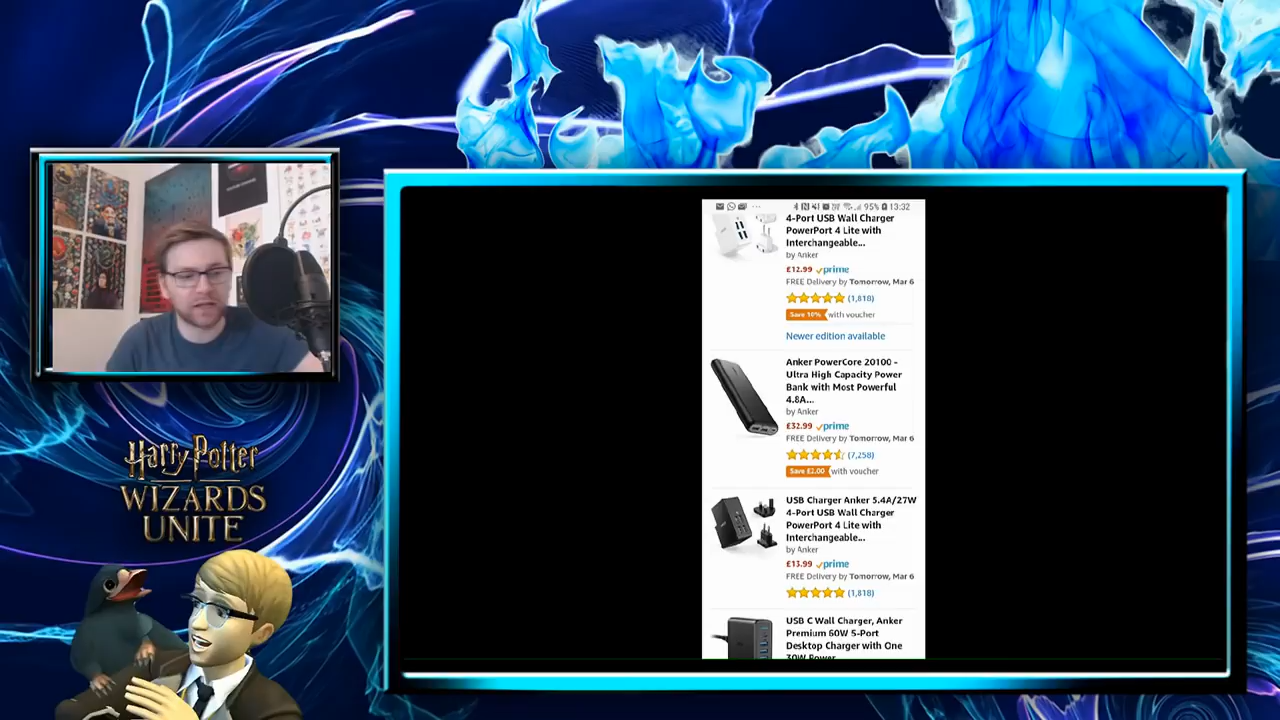 Harry Potter
WIZARDS
UNITE
95%
13:32
4-Port USB Wall Charger
PowerPort 4 Lite with
Interchangeable...
by Anker
£12.99 prime
FREE Delivery by Tomorrow, Mar 6
(1,818)
Save 10% with voucher
Newer edition available
Anker PowerCore 20100 -
Ultra High Capacity Power
Bank with Most Powerful
4.8A...
by Anker
£32.99 prime
FREE Delivery by Tomorrow, Mar 6
(7,258)
Save £2.00 with voucher
USB Charger Anker 5.4A/27W
4-Port USB Wall Charger
PowerPort 4 Lite with
Interchangeable...
by Anker
£13.99 prime
FREE Delivery by Tomorrow, Mar 6
(1,818)
USB C Wall Charger, Anker
Premium 60W 5-Port
Desktop Charger with One
30W Power